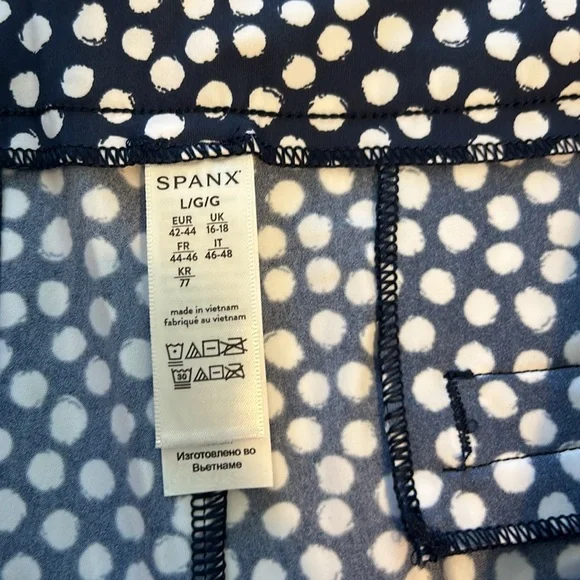 SPANX
L/G/G
EUR UK
42-44 16-18
FR IT
44-46 46-48
KR
77
made in vietnam
fabriqué au vietnam
30
Изготовлено во
Вьетнаме